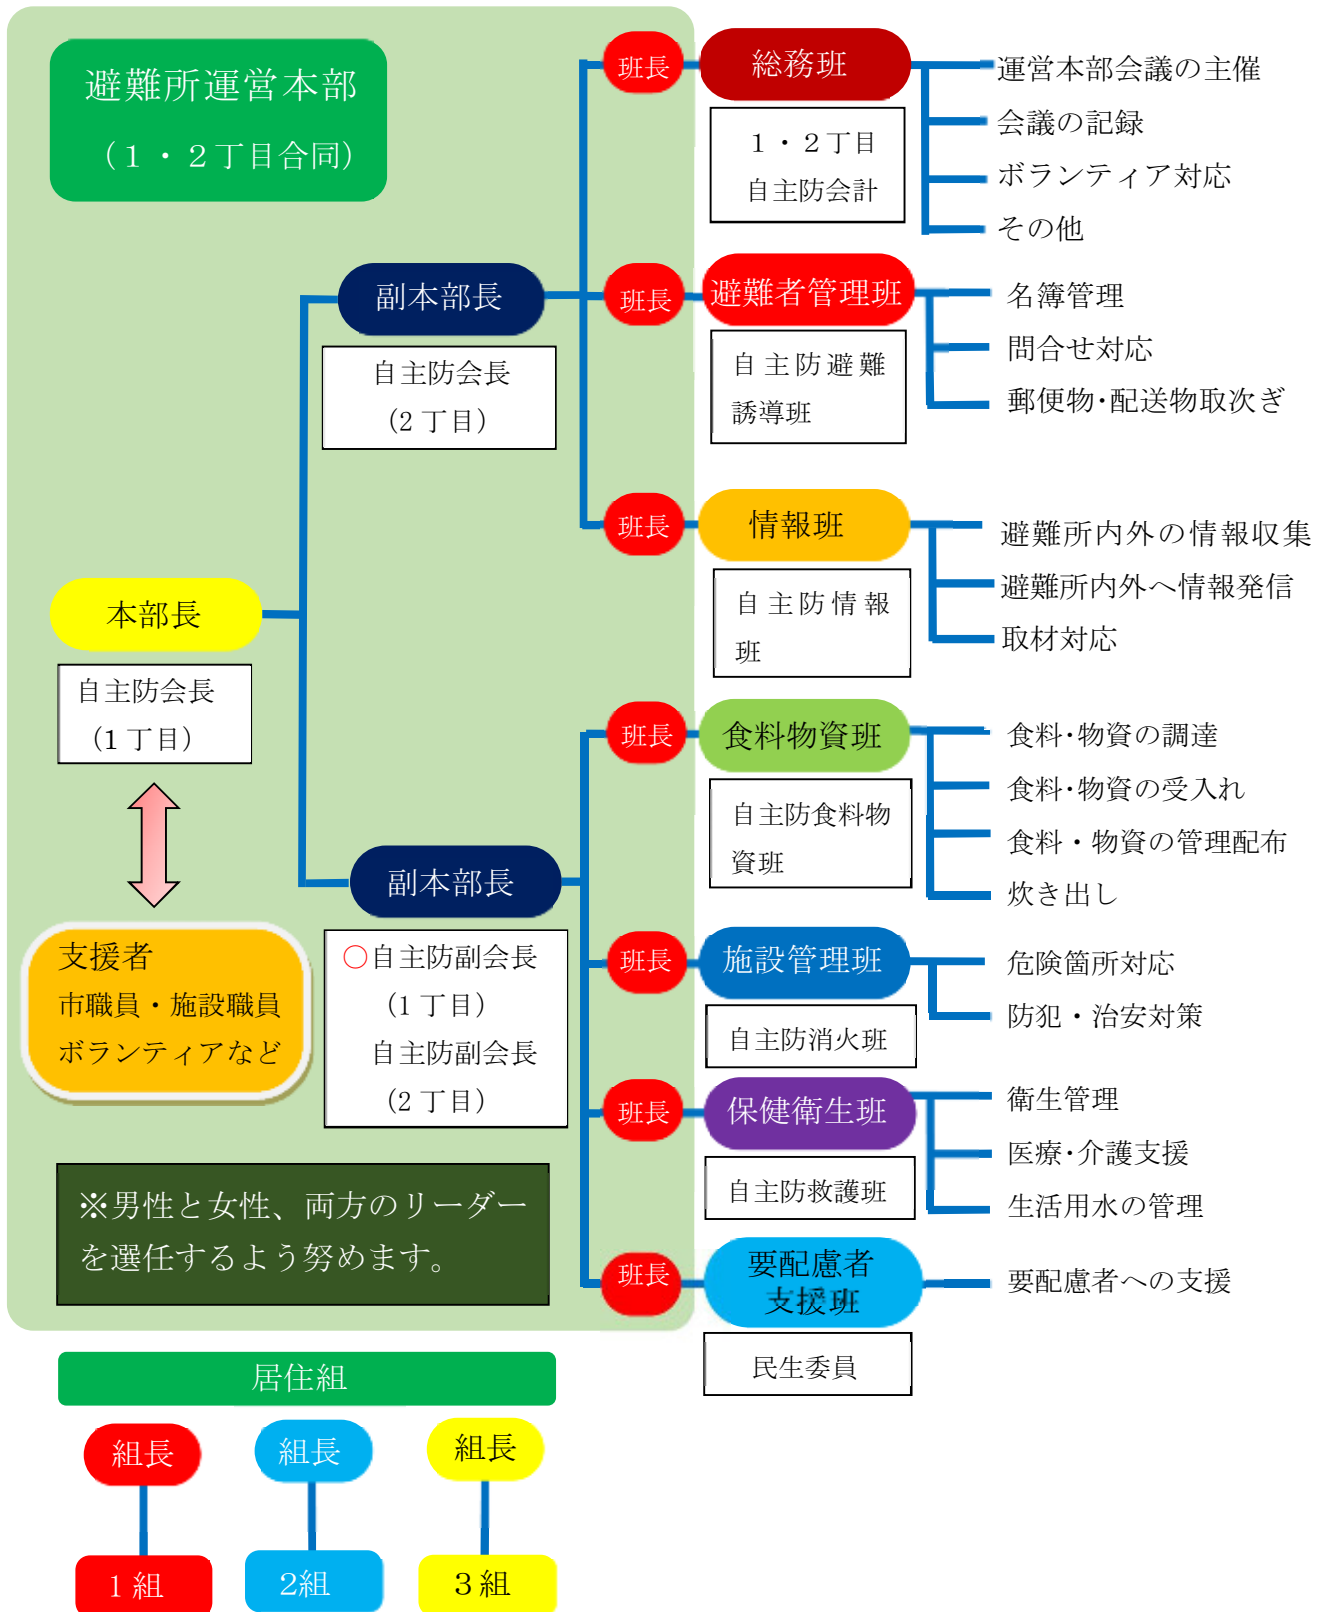 避難所運営本部
（１・２丁目合同）
班長
総務班
１・２丁目
自主防会計
運営本部会議の主催
会議の記録
ボランティア対応
その他
副本部長
自主防会長
（2 丁目）
班長
避難者管理班
自主防避難
誘導班
名簿管理
問合せ対応
郵便物･配送物取次ぎ
班長
情報班
自主防情報
班
避難所内外の情報収集
避難所内外へ情報発信
取材対応
本部長
自主防会長
（1 丁目）
班長
食料物資班
自主防食料物
資班
食料･物資の調達
食料･物資の受入れ
食料・物資の管理配布
炊き出し
副本部長
○自主防副会長
（1 丁目）
自主防副会長
（2 丁目）
支援者
市職員・施設職員
ボランティアなど
班長
施設管理班
自主防消火班
危険箇所対応
防犯・治安対策
班長
保健衛生班
自主防救護班
衛生管理
医療･介護支援
生活用水の管理
※男性と女性、両方のリーダー
を選任するよう努めます。
班長
要配慮者
支援班
民生委員
要配慮者への支援
居住組
組長
組長
組長
１組
2組
３組